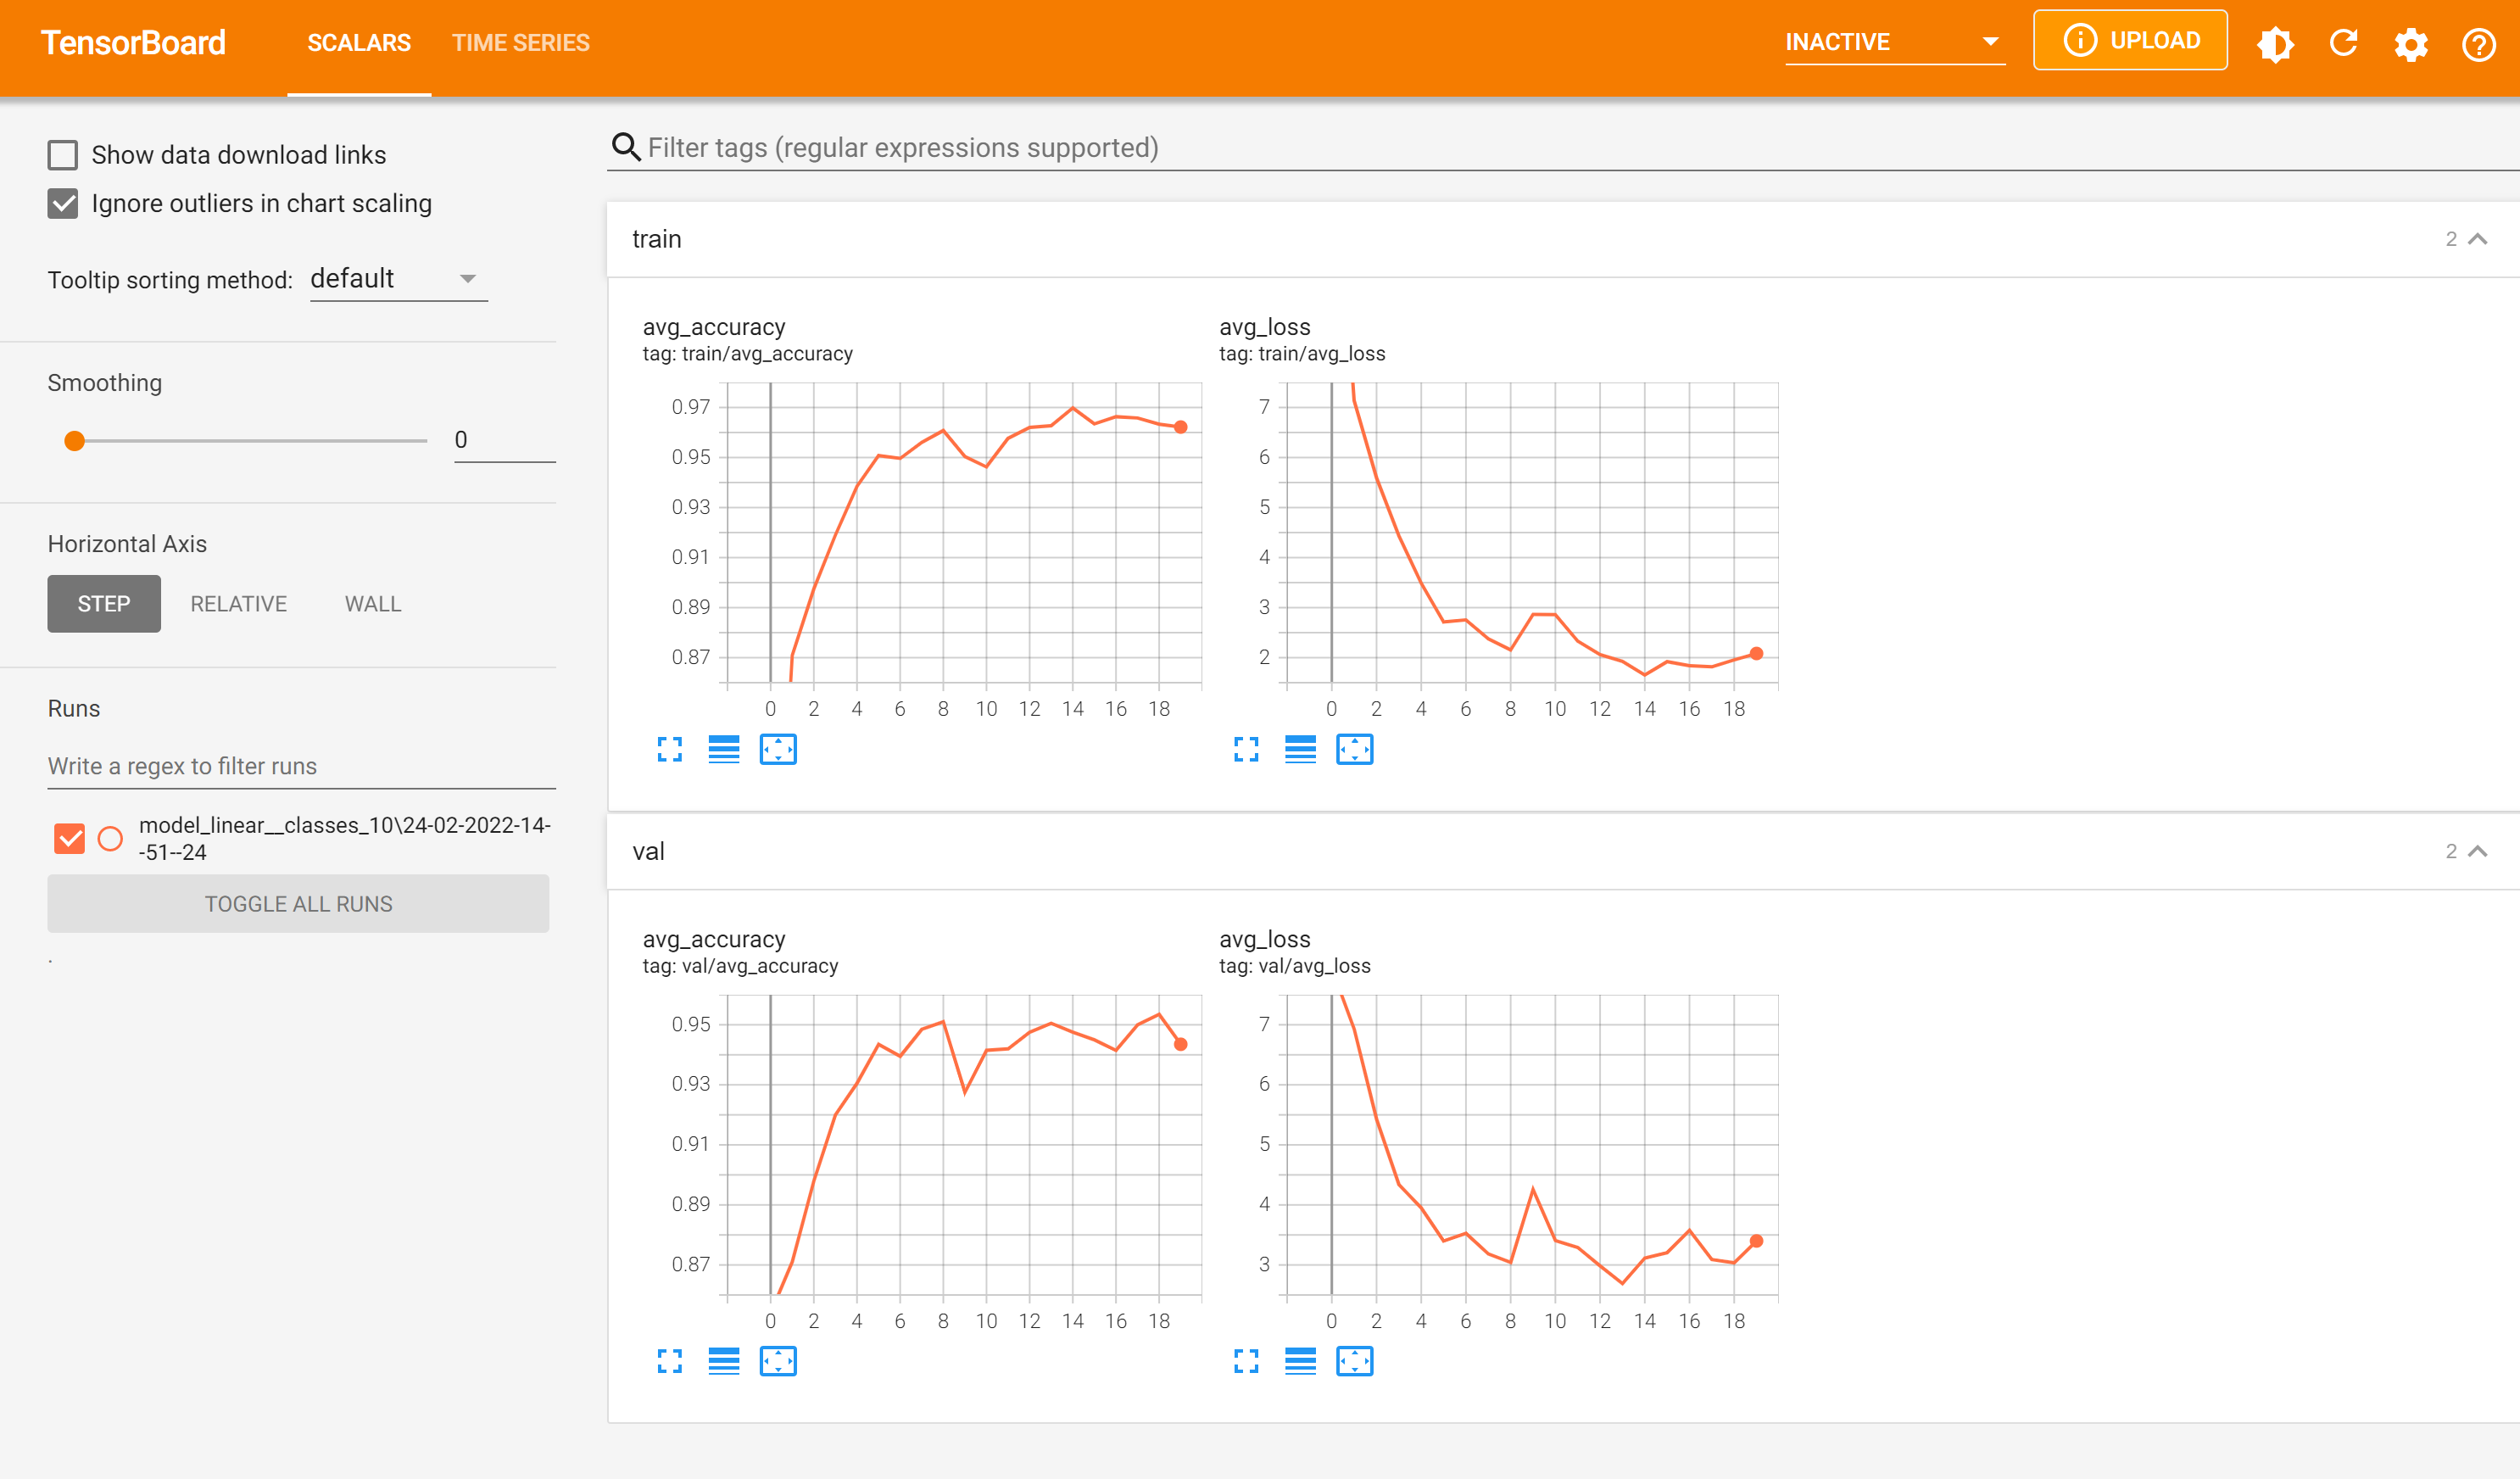 TensorBoard
SCALARS
TIME SERIES
INACTIVE
UPLOAD
Show data download links
Ignore outliers in chart scaling
Tooltip sorting method: default
Smoothing
0
Horizontal Axis
STEP
RELATIVE
WALL
Runs
Write a regex to filter runs
model_linear__classes_10\24-02-2022-14-
-51--24
TOGGLE ALL RUNS
.
Filter tags (regular expressions supported)
train
2
avg_accuracy
tag: train/avg_accuracy
0.97
0.95
0.93
0.91
0.89
0.87
0 2 4 6 8 10 12 14 16 18
avg_loss
tag: train/avg_loss
7
6
5
4
3
2
0 2 4 6 8 10 12 14 16 18
val
2
avg_accuracy
tag: val/avg_accuracy
0.95
0.93
0.91
0.89
0.87
0 2 4 6 8 10 12 14 16 18
avg_loss
tag: val/avg_loss
7
6
5
4
3
0 2 4 6 8 10 12 14 16 18